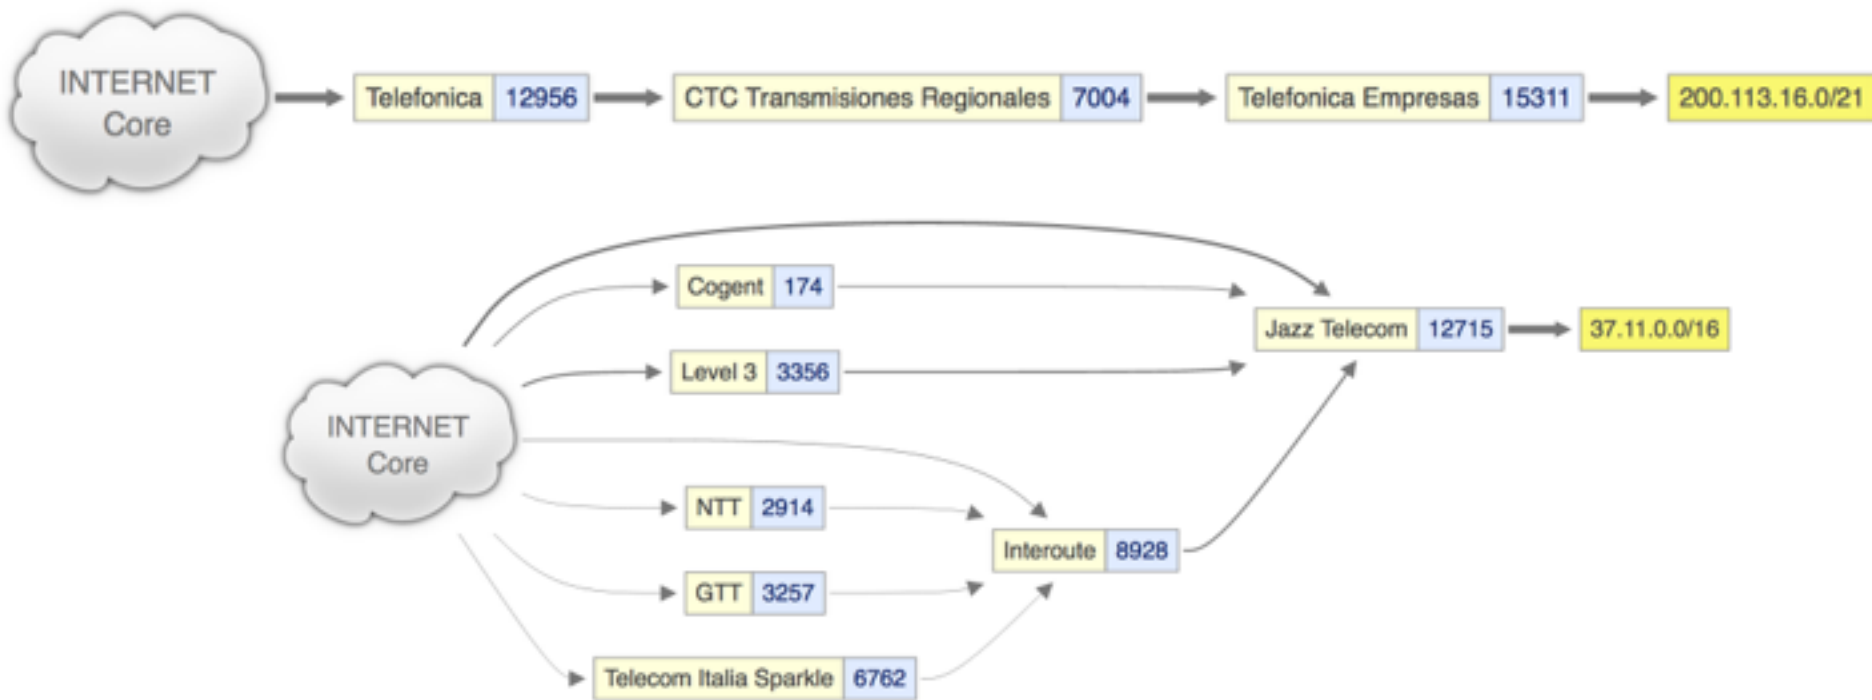 INTERNET
Core
Telefonica 12956
CTC Transmisiones Regionales 7004
Telefonica Empresas 15311
200.113.16.0/21
Cogent 174
Jazz Telecom 12715
37.11.0.0/16
Level 3 3356
INTERNET
Core
NTT 2914
Interoute 8928
GTT 3257
Telecom Italia Sparkle 6762